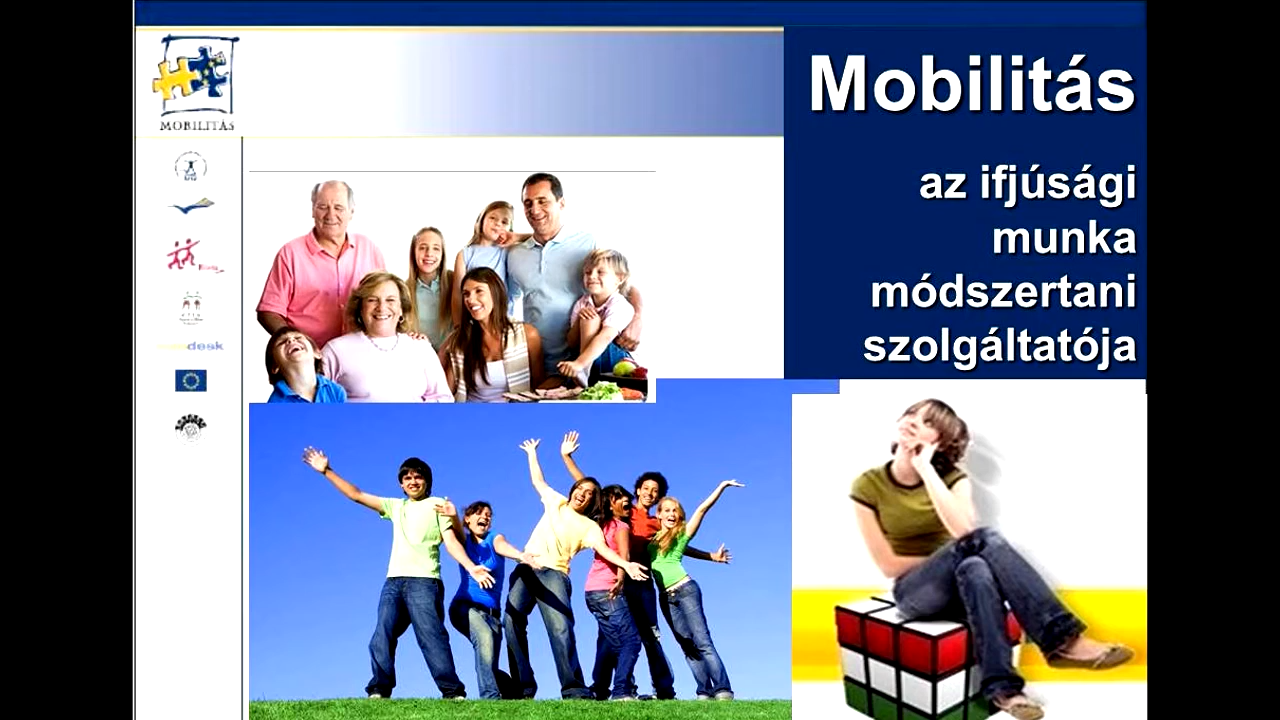 MOBILITÁS
desk
Mobilitás
az ifjúsági
munka
módszertani
szolgáltatója